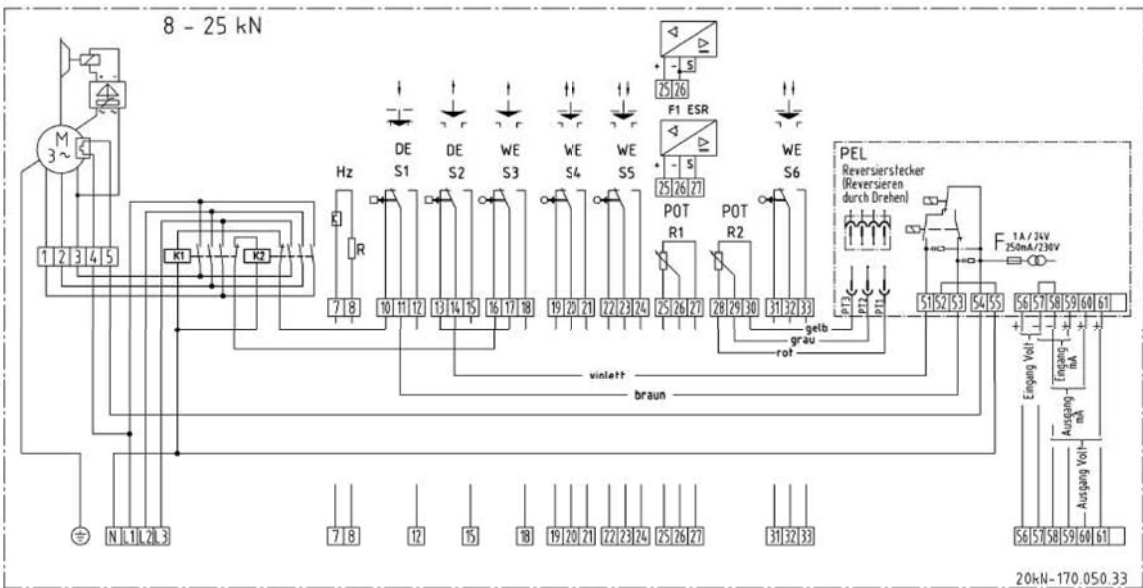 8 - 25 kN
+ - S
25 26
F1 ESR
+ - S
25 26 27
M
3~
Hz
R
DE
S1
DE
S2
WE
S3
WE
S4
WE
S5
POT
R1
POT
R2
WE
S6
PEL
Reversierstecker
(Reversieren
durch Drehen)
F 1A / 24V
250mA/230V
K1
K2
1 2 3 4 5
7 8
10 11 12
13 14 15
16 17 18
19 20 21
22 23 24
25 26 27
28 29 30
31 32 33
PT3 PT2 PT1
51 52 53 54 55
56 57 58 59 60 61
+ - - + + +
gelb
grau
rot
violett
braun
Eingang Volt
Eingang mA
Ausgang mA
Ausgang Volt
N L1 L2 L3
7 8
12
15
18
19 20 21
22 23 24
25 26 27
31 32 33
56 57 58 59 60 61
20kN-170.050.33